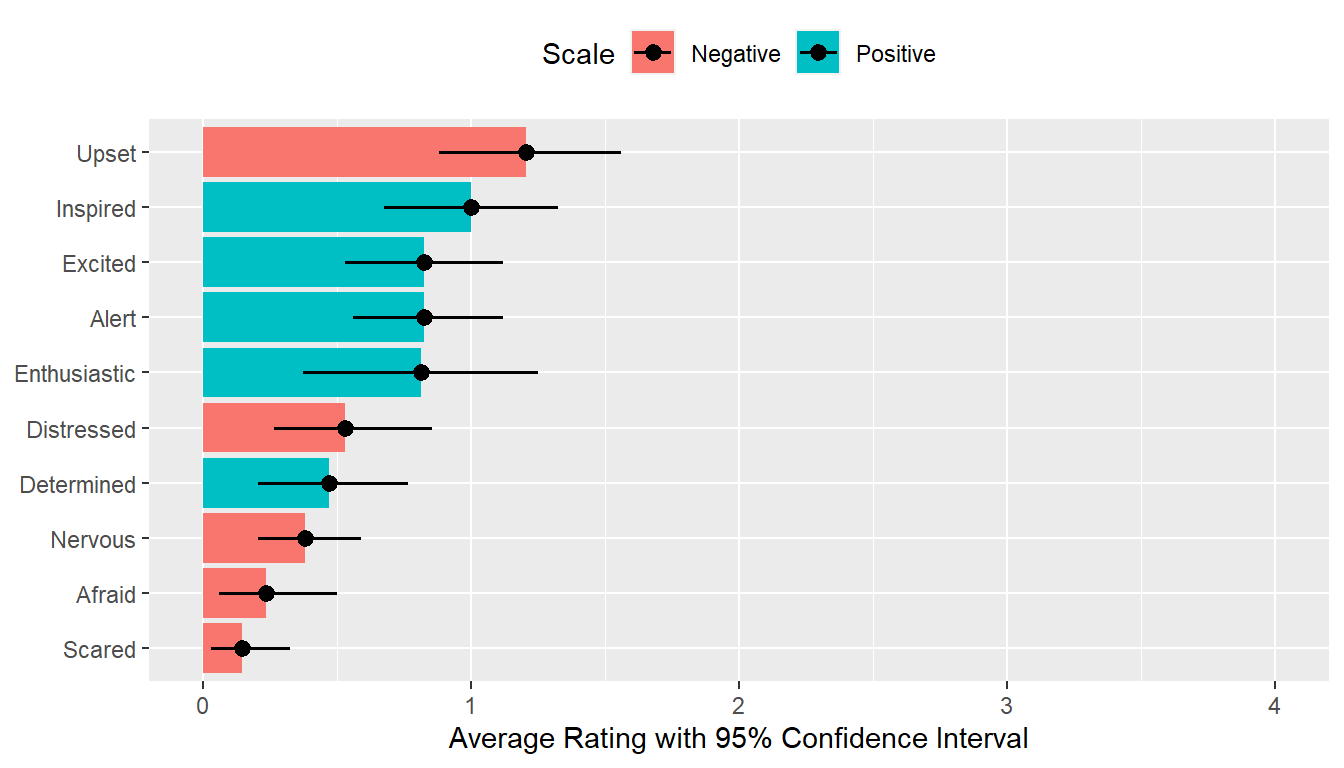 Scale Negative Positive
Upset
Inspired
Excited
Alert
Enthusiastic
Distressed
Determined
Nervous
Afraid
Scared
0 1 2 3 4
Average Rating with 95% Confidence Interval